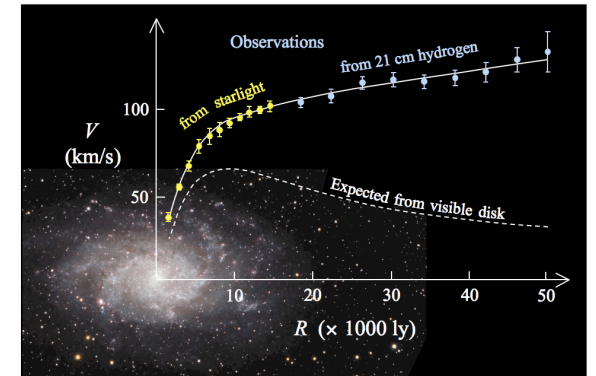 Observations
from starlight
from 21 cm hydrogen
100
V
(km/s)
50
Expected from visible disk
10 20 30 40 50
R (× 1000 ly)